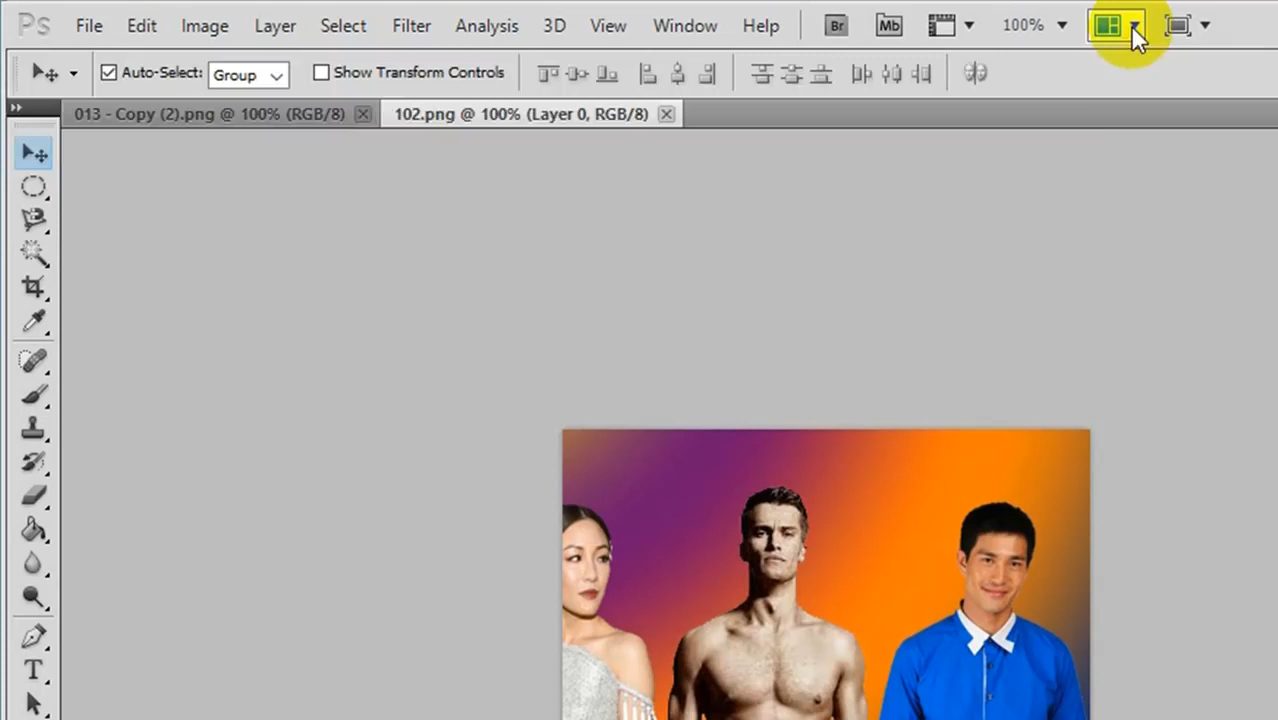 Ps File Edit Image Layer Select Filter Analysis 3D View Window Help Br Mb 100%
Auto-Select: Group Show Transform Controls
013 - Copy (2).png @ 100% (RGB/8) 102.png @ 100% (Layer 0, RGB/8)
T